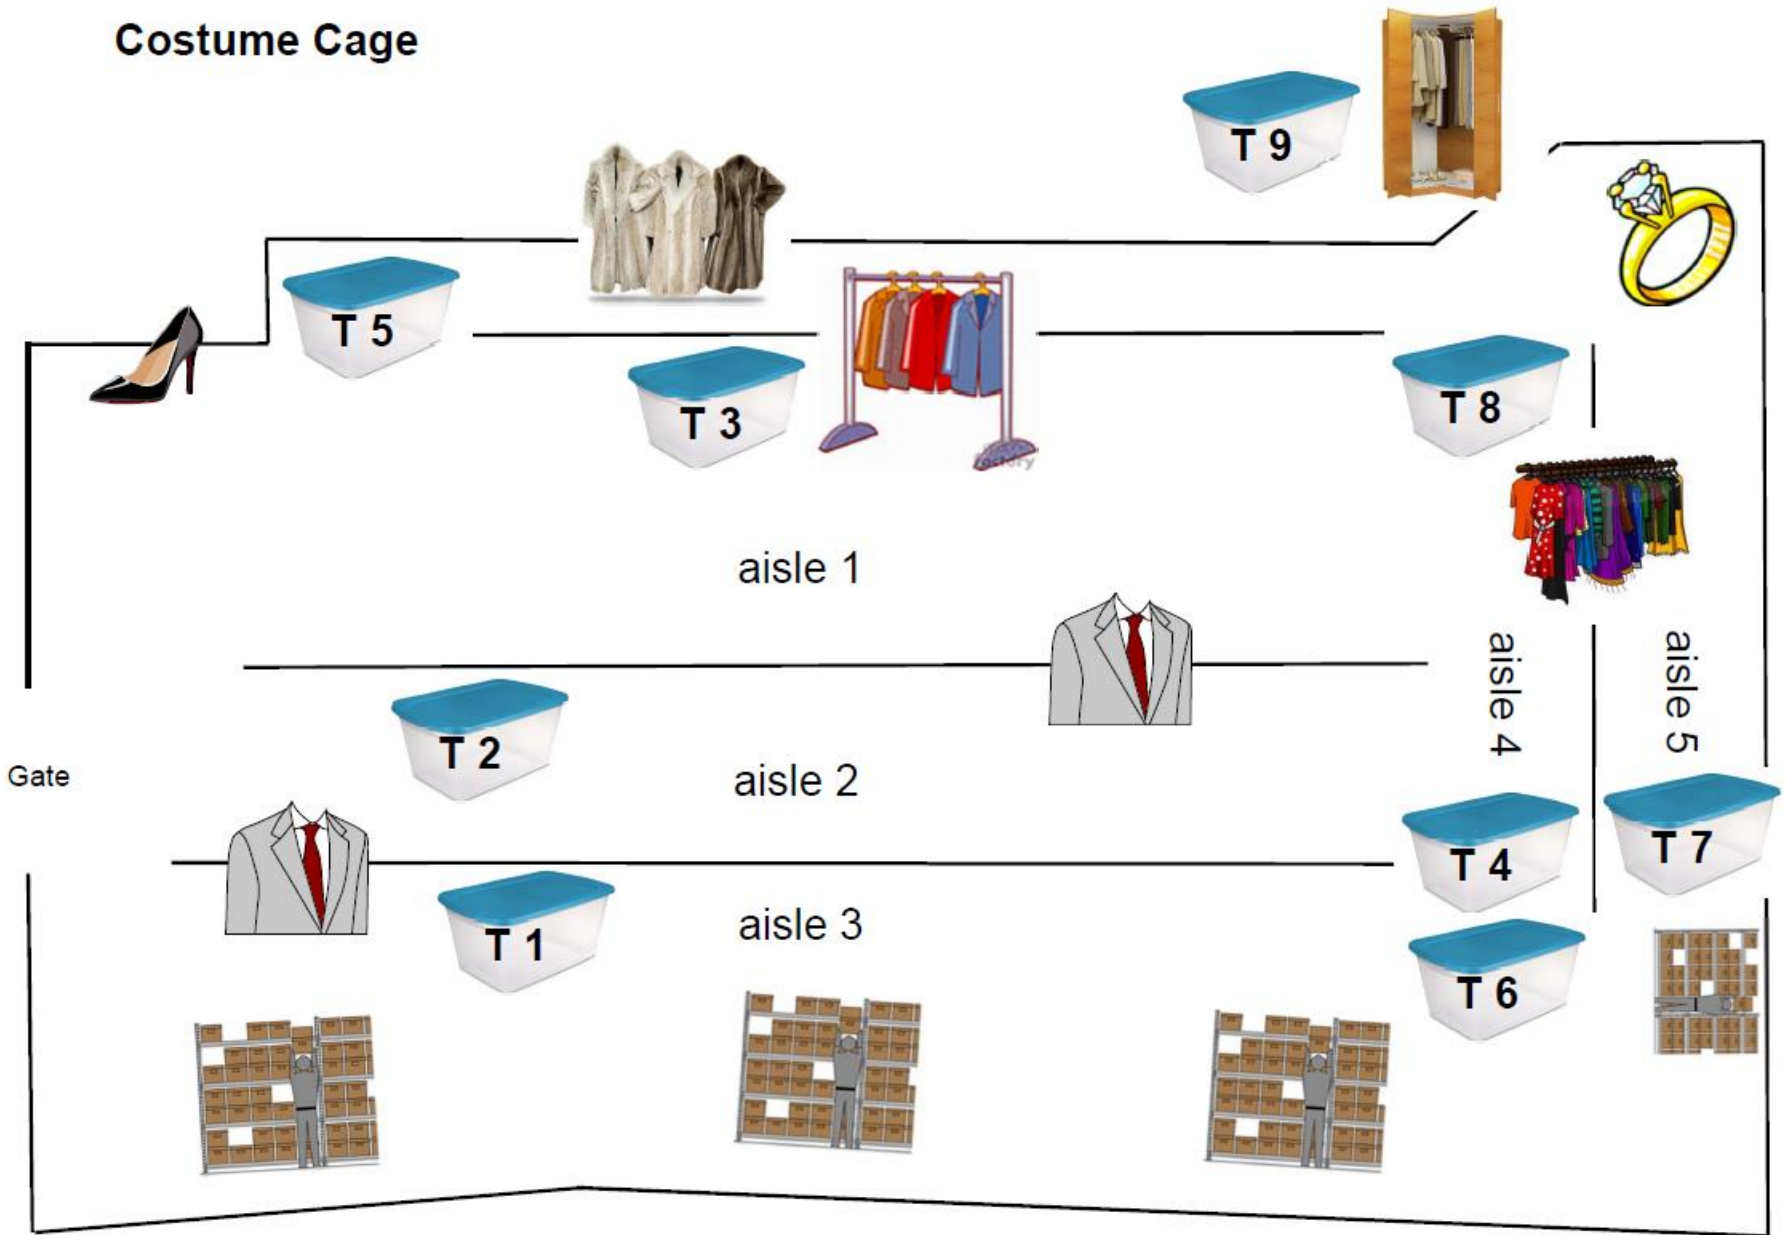 Costume Cage
T 9
T 5
T 3
T 8
aisle 1
aisle 4
aisle 5
T 2
Gate
aisle 2
T 4
T 7
T 1
aisle 3
T 6